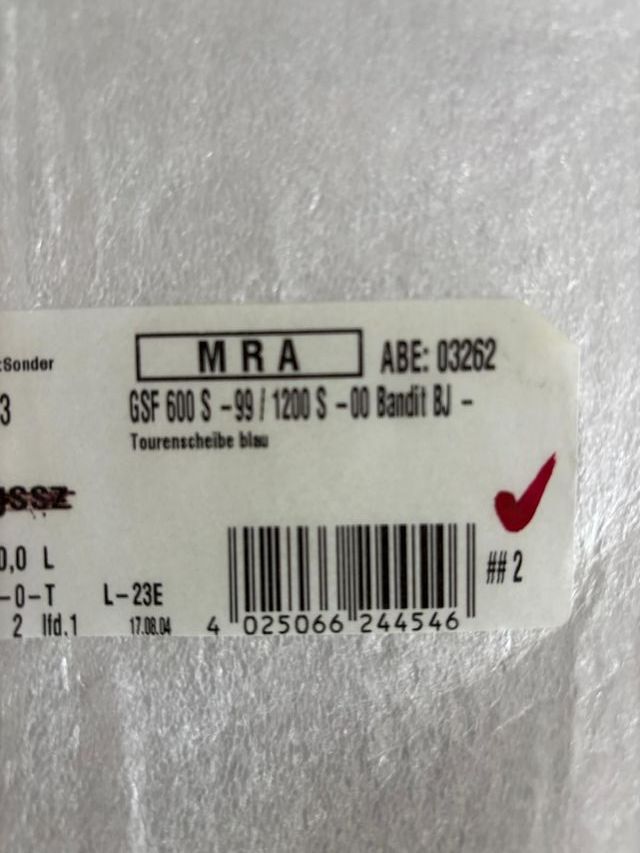 :Sonder
MRA ABE: 03262
3 GSF 600 S -99 / 1200 S -00 Bandit BJ -
Tourenscheibe blau
0,0 L
-0-T L-23E ## 2
2 lfd.1 17.08.04 4 025066 244546